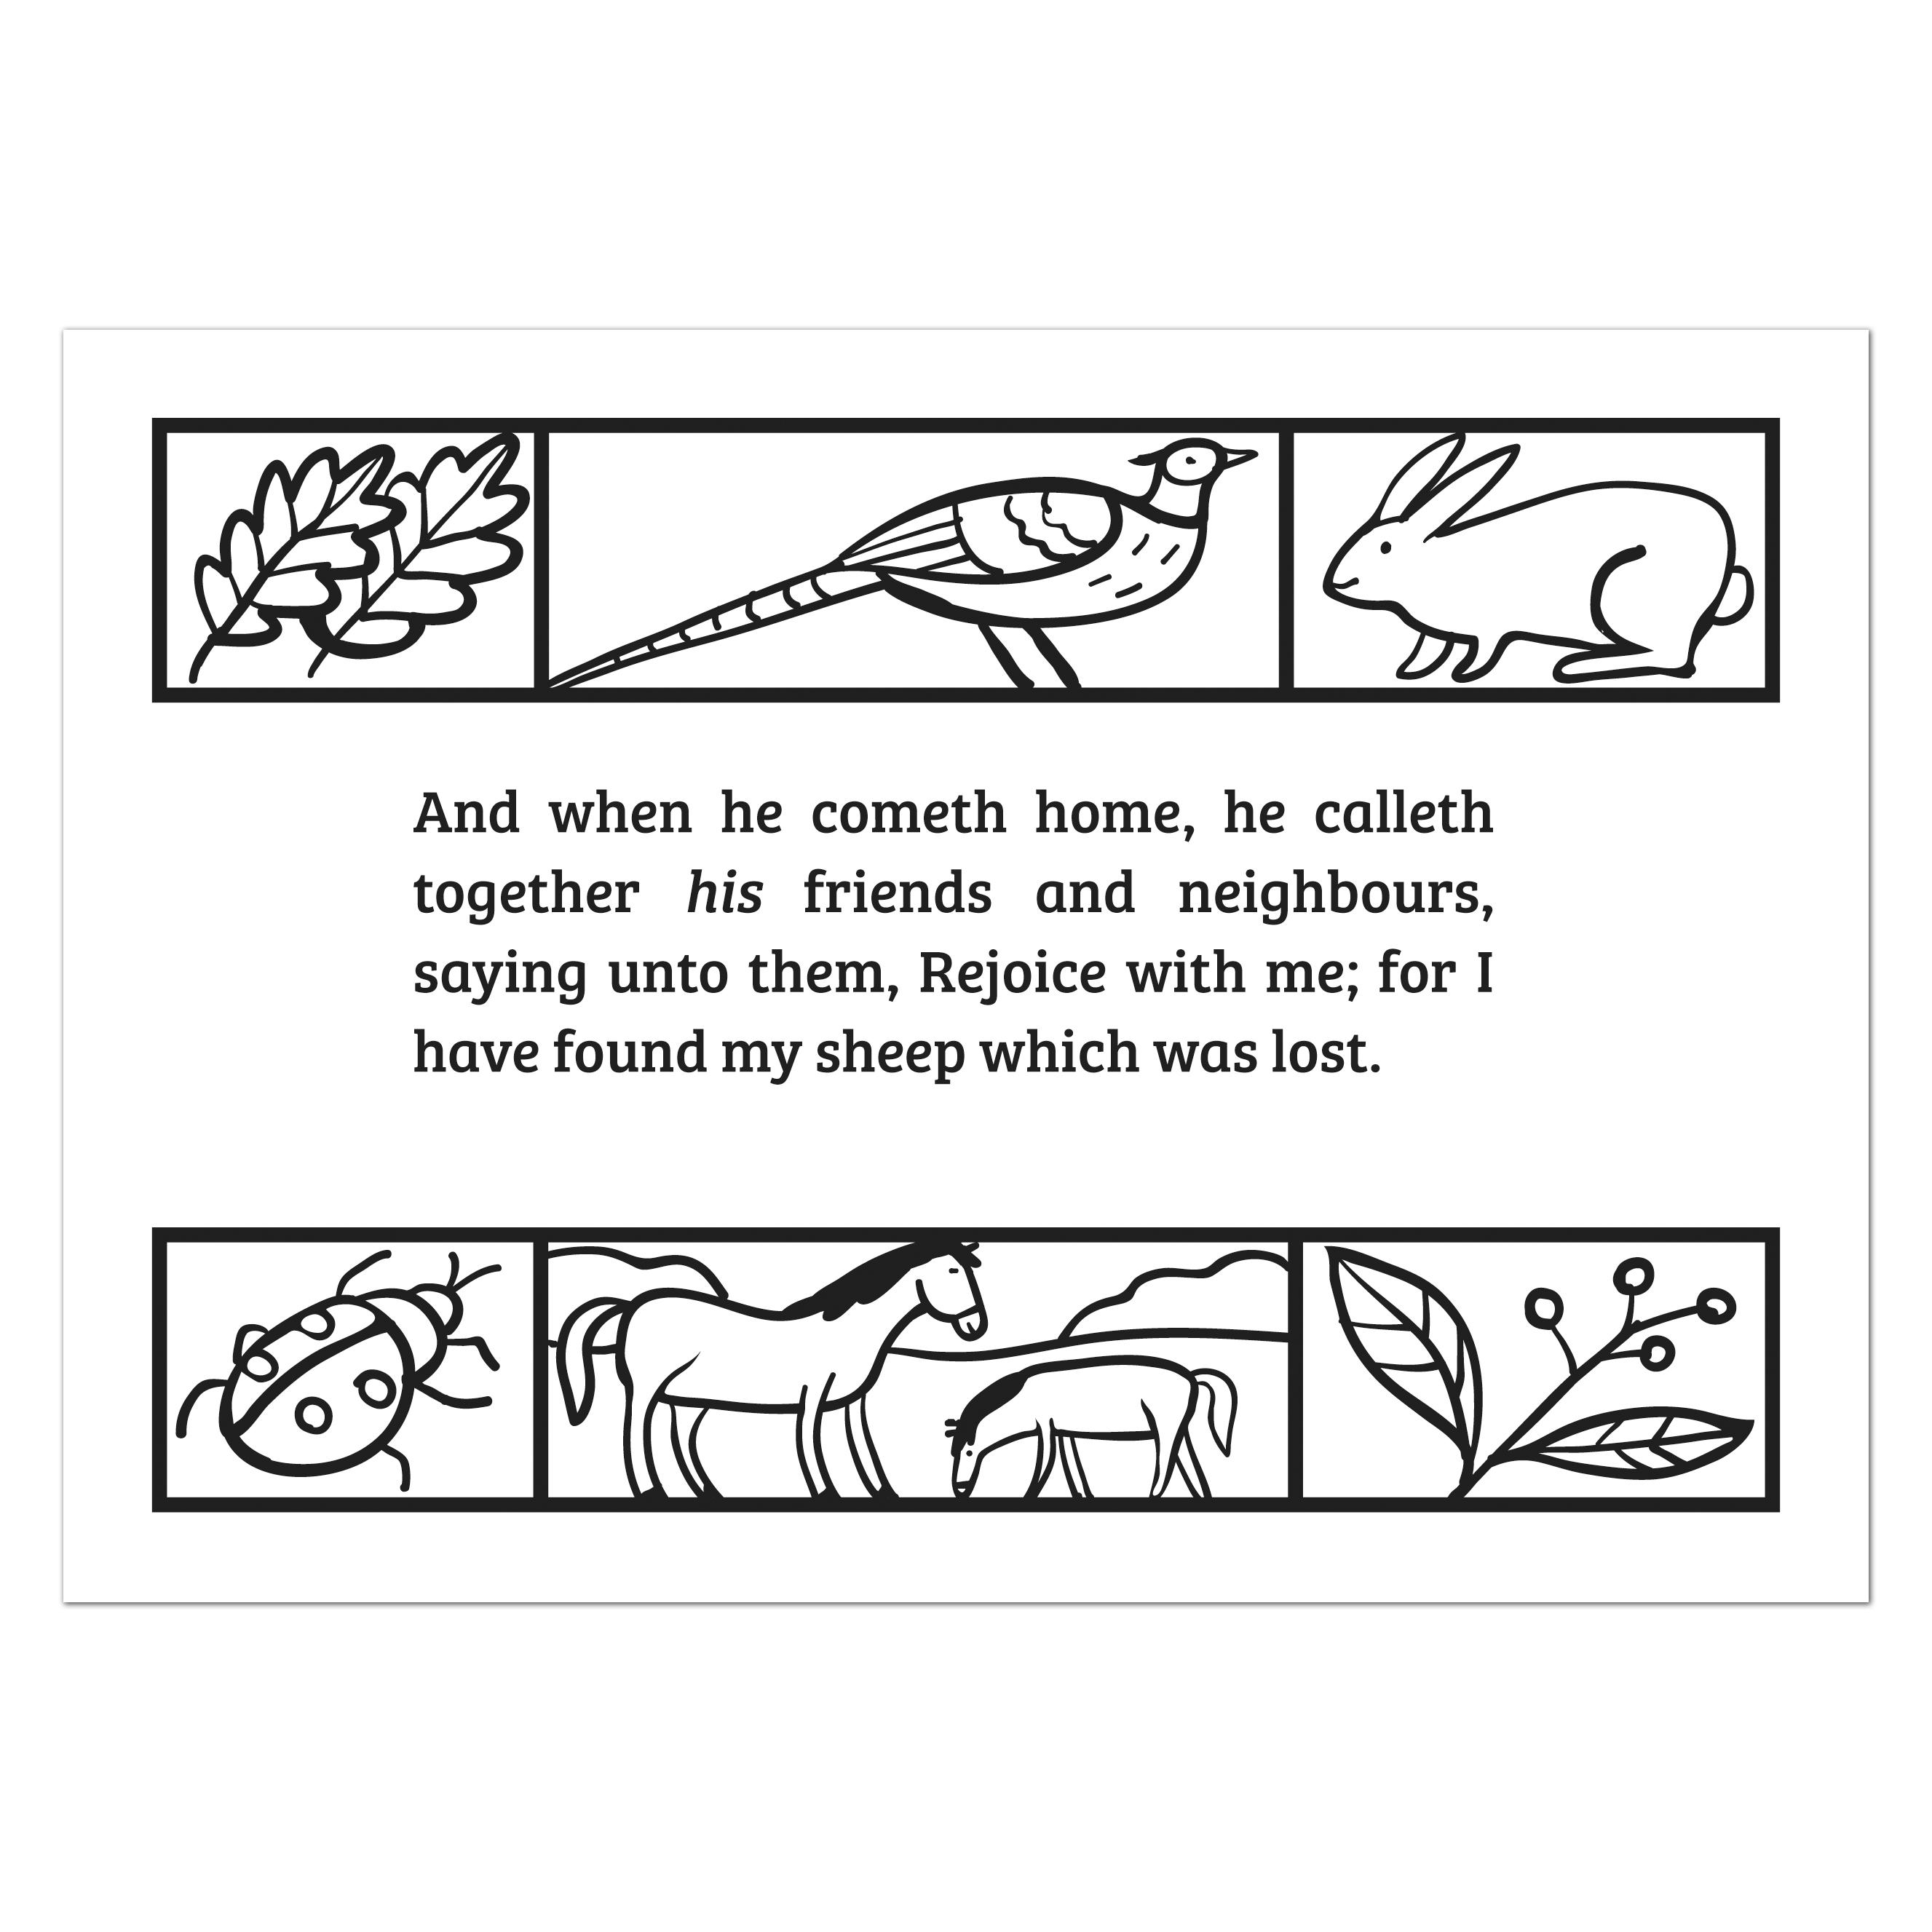 And when he cometh home, he calleth
together his friends and neighbours,
saying unto them, Rejoice with me; for I
have found my sheep which was lost.